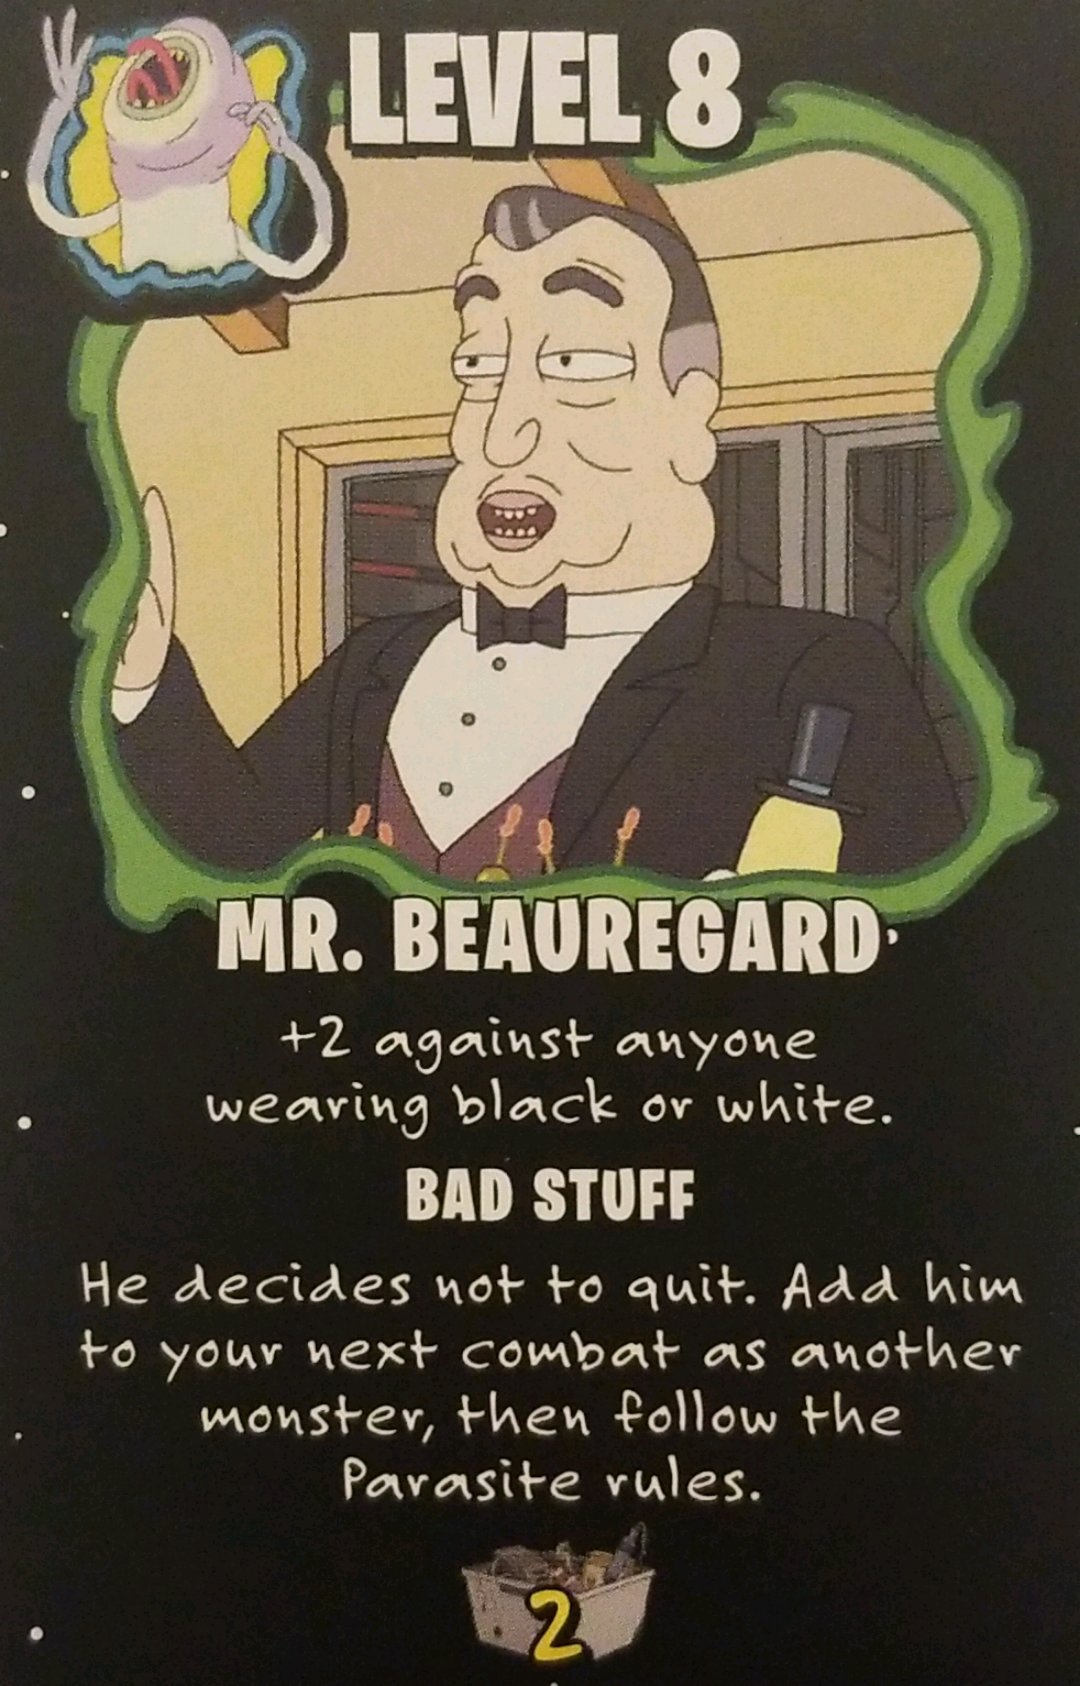 LEVEL 8
MR. BEAUREGARD
+2 against anyone
wearing black or white.
BAD STUFF
He decides not to quit. Add him
to your next combat as another
monster, then follow the
Parasite rules.
2